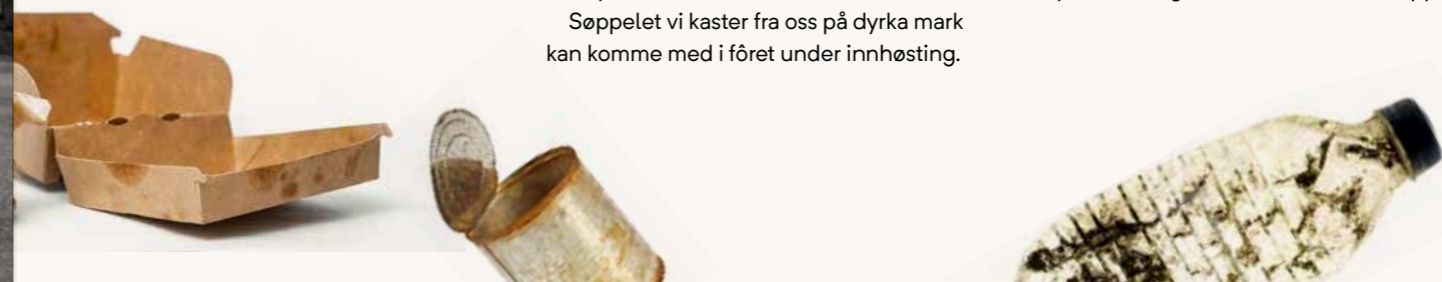 Søppelet vi kaster fra oss på dyrka mark
kan komme med i fôret under innhøsting.